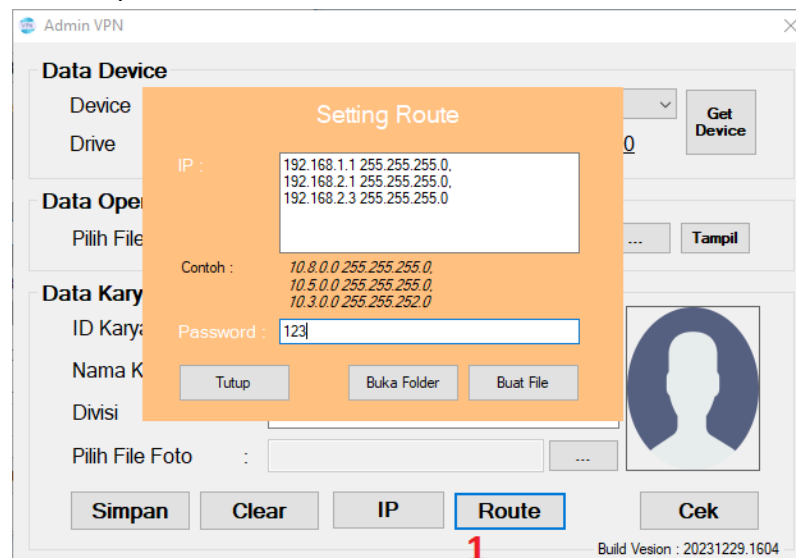 Admin VPN
Data Device
Device
Drive
0
Get
Device
Setting Route
IP :
192.168.1.1 255.255.255.0,
192.168.2.1 255.255.255.0,
192.168.2.3 255.255.255.0
Contoh :
10.8.0.0 255.255.255.0,
10.5.0.0 255.255.255.0,
10.3.0.0 255.255.252.0
Password :
123
Tutup
Buka Folder
Buat File
Data Oper
Pilih File
...
Tampil
Data Kary
ID Karya
Nama K
Divisi
Pilih File Foto :
...
Simpan
Clear
IP
Route
Cek
1
Build Vesion : 20231229.1604